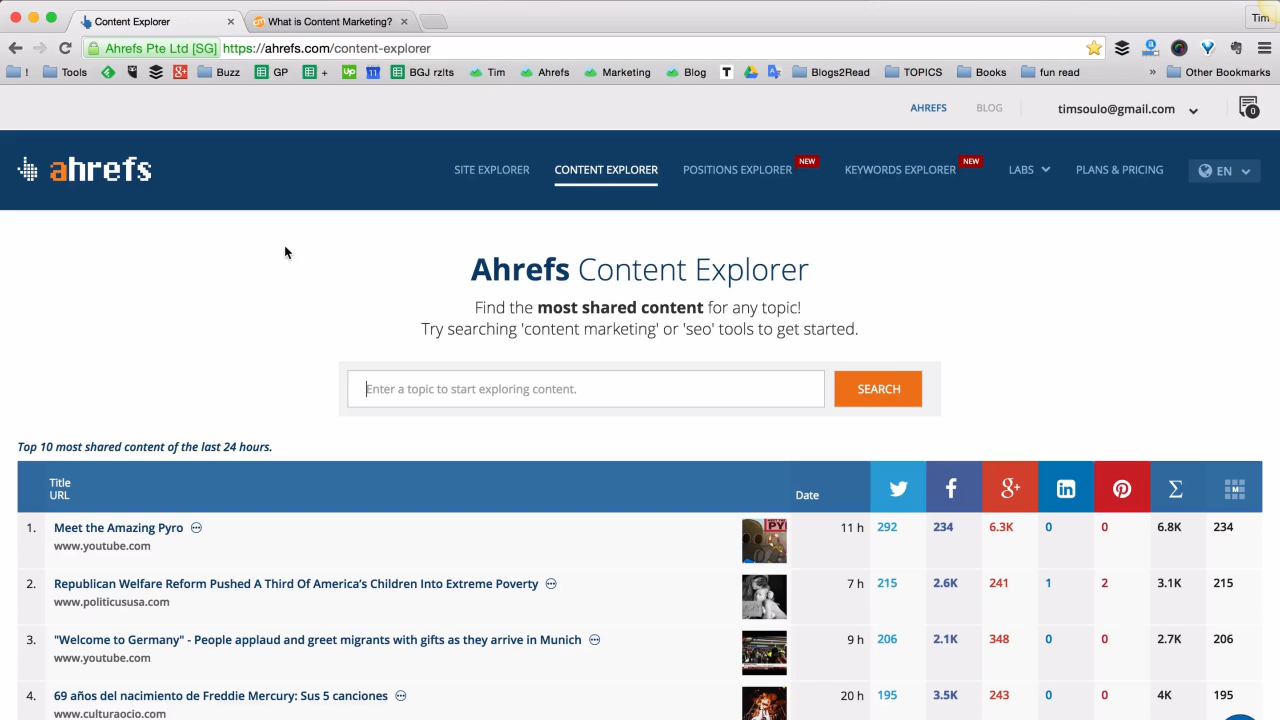 Content Explorer
What is Content Marketing?
Tim
Ahrefs Pte Ltd [SG] https://ahrefs.com/content-explorer
! Tools Buzz GP + Up 11 BGJ rzlts Tim Ahrefs Marketing Blog T Blogs2Read TOPICS Books fun read » Other Bookmarks
AHREFS BLOG timsoulo@gmail.com 0
ahrefs SITE EXPLORER CONTENT EXPLORER POSITIONS EXPLORER NEW KEYWORDS EXPLORER NEW LABS PLANS & PRICING EN
Ahrefs Content Explorer
Find the most shared content for any topic!
Try searching 'content marketing' or 'seo' tools to get started.
Enter a topic to start exploring content. SEARCH
Top 10 most shared content of the last 24 hours.
Title
URL Date f g+ in Σ M
1. Meet the Amazing Pyro 11 h 292 234 6.3K 0 0 6.8K 234
www.youtube.com
2. Republican Welfare Reform Pushed A Third Of America's Children Into Extreme Poverty 7 h 215 2.6K 241 1 2 3.1K 215
www.politicususa.com
3. "Welcome to Germany" - People applaud and greet migrants with gifts as they arrive in Munich 9 h 206 2.1K 348 0 0 2.7K 206
www.youtube.com
4. 69 años del nacimiento de Freddie Mercury: Sus 5 canciones 20 h 195 3.5K 243 0 0 4K 195
www.culturaocio.com